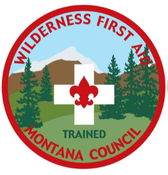 WILDERNESS FIRST AID
TRAINED
MONTANA COUNCIL